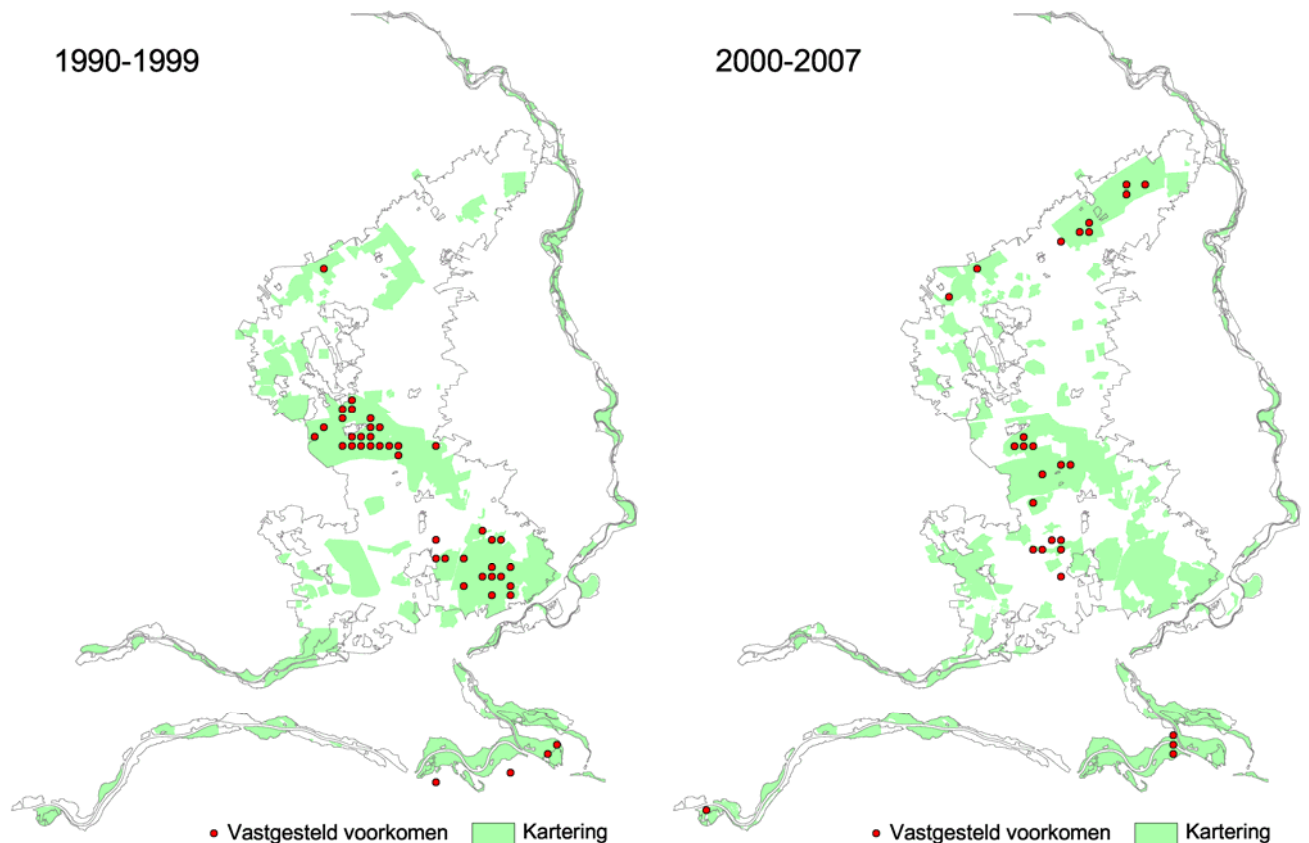 1990-1999
2000-2007
Vastgesteld voorkomen
Kartering
Vastgesteld voorkomen
Kartering